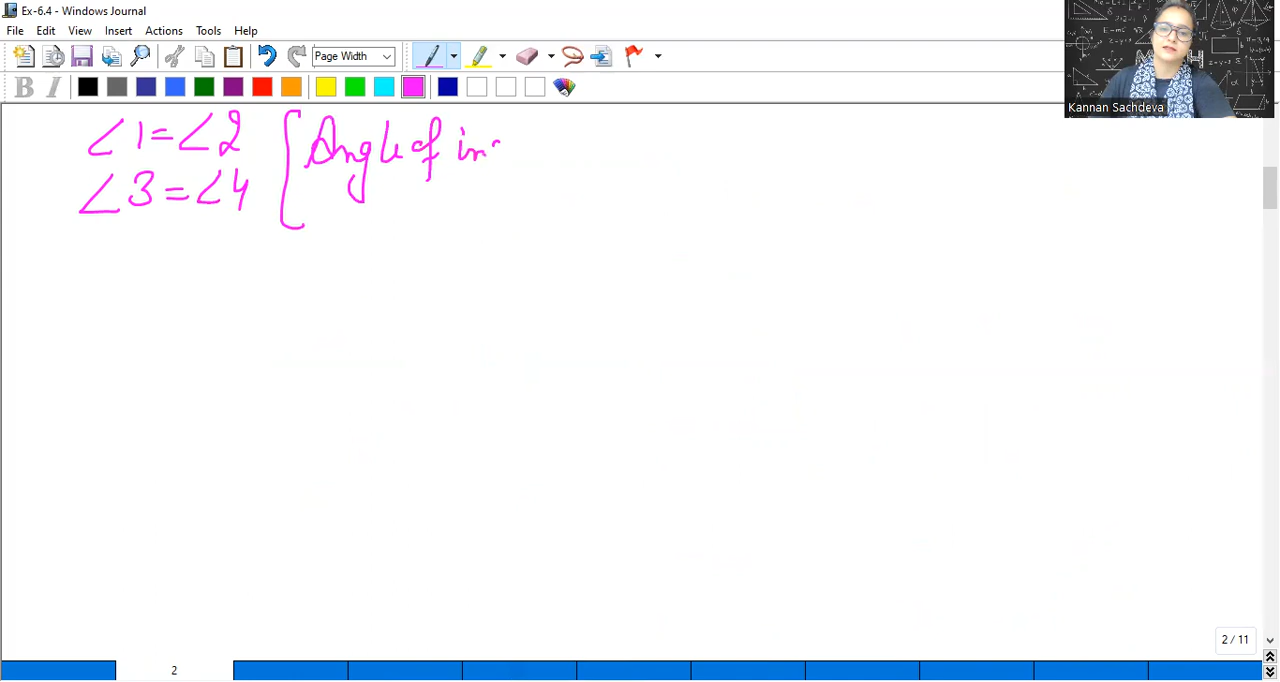 Ex-6.4 - Windows Journal
File Edit View Insert Actions Tools Help
Page Width
B I
Kannan Sachdeva
∠1=∠2 [Angle of in
∠3=∠4
2 / 11
2